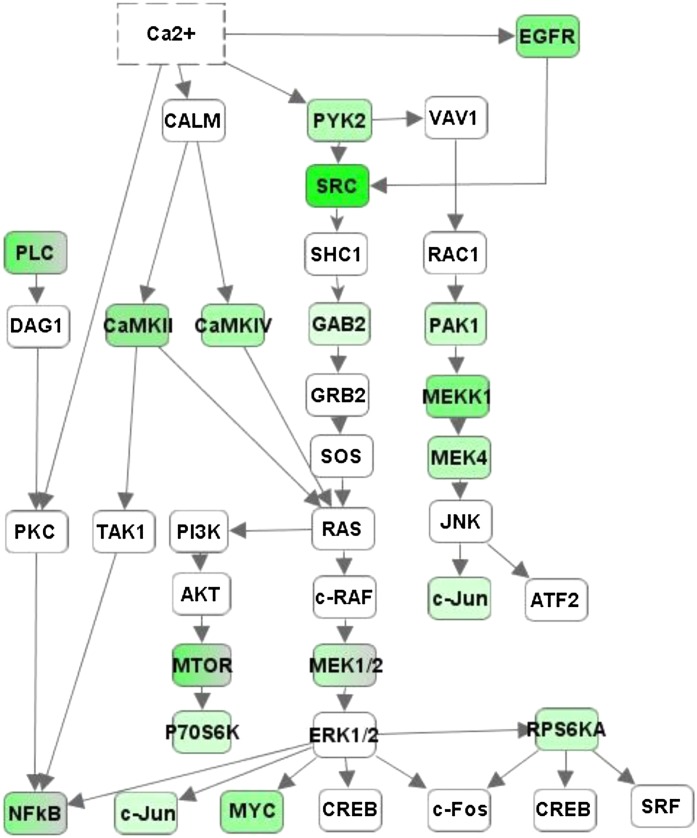 Ca2+
EGFR
CALM
PYK2
VAV1
SRC
PLC
SHC1
RAC1
DAG1
CaMKII
CaMKIV
GAB2
PAK1
GRB2
MEKK1
SOS
MEK4
PKC
TAK1
PI3K
RAS
JNK
AKT
c-RAF
c-Jun
ATF2
MTOR
MEK1/2
P70S6K
ERK1/2
RPS6KA
NFkB
c-Jun
MYC
CREB
c-Fos
CREB
SRF